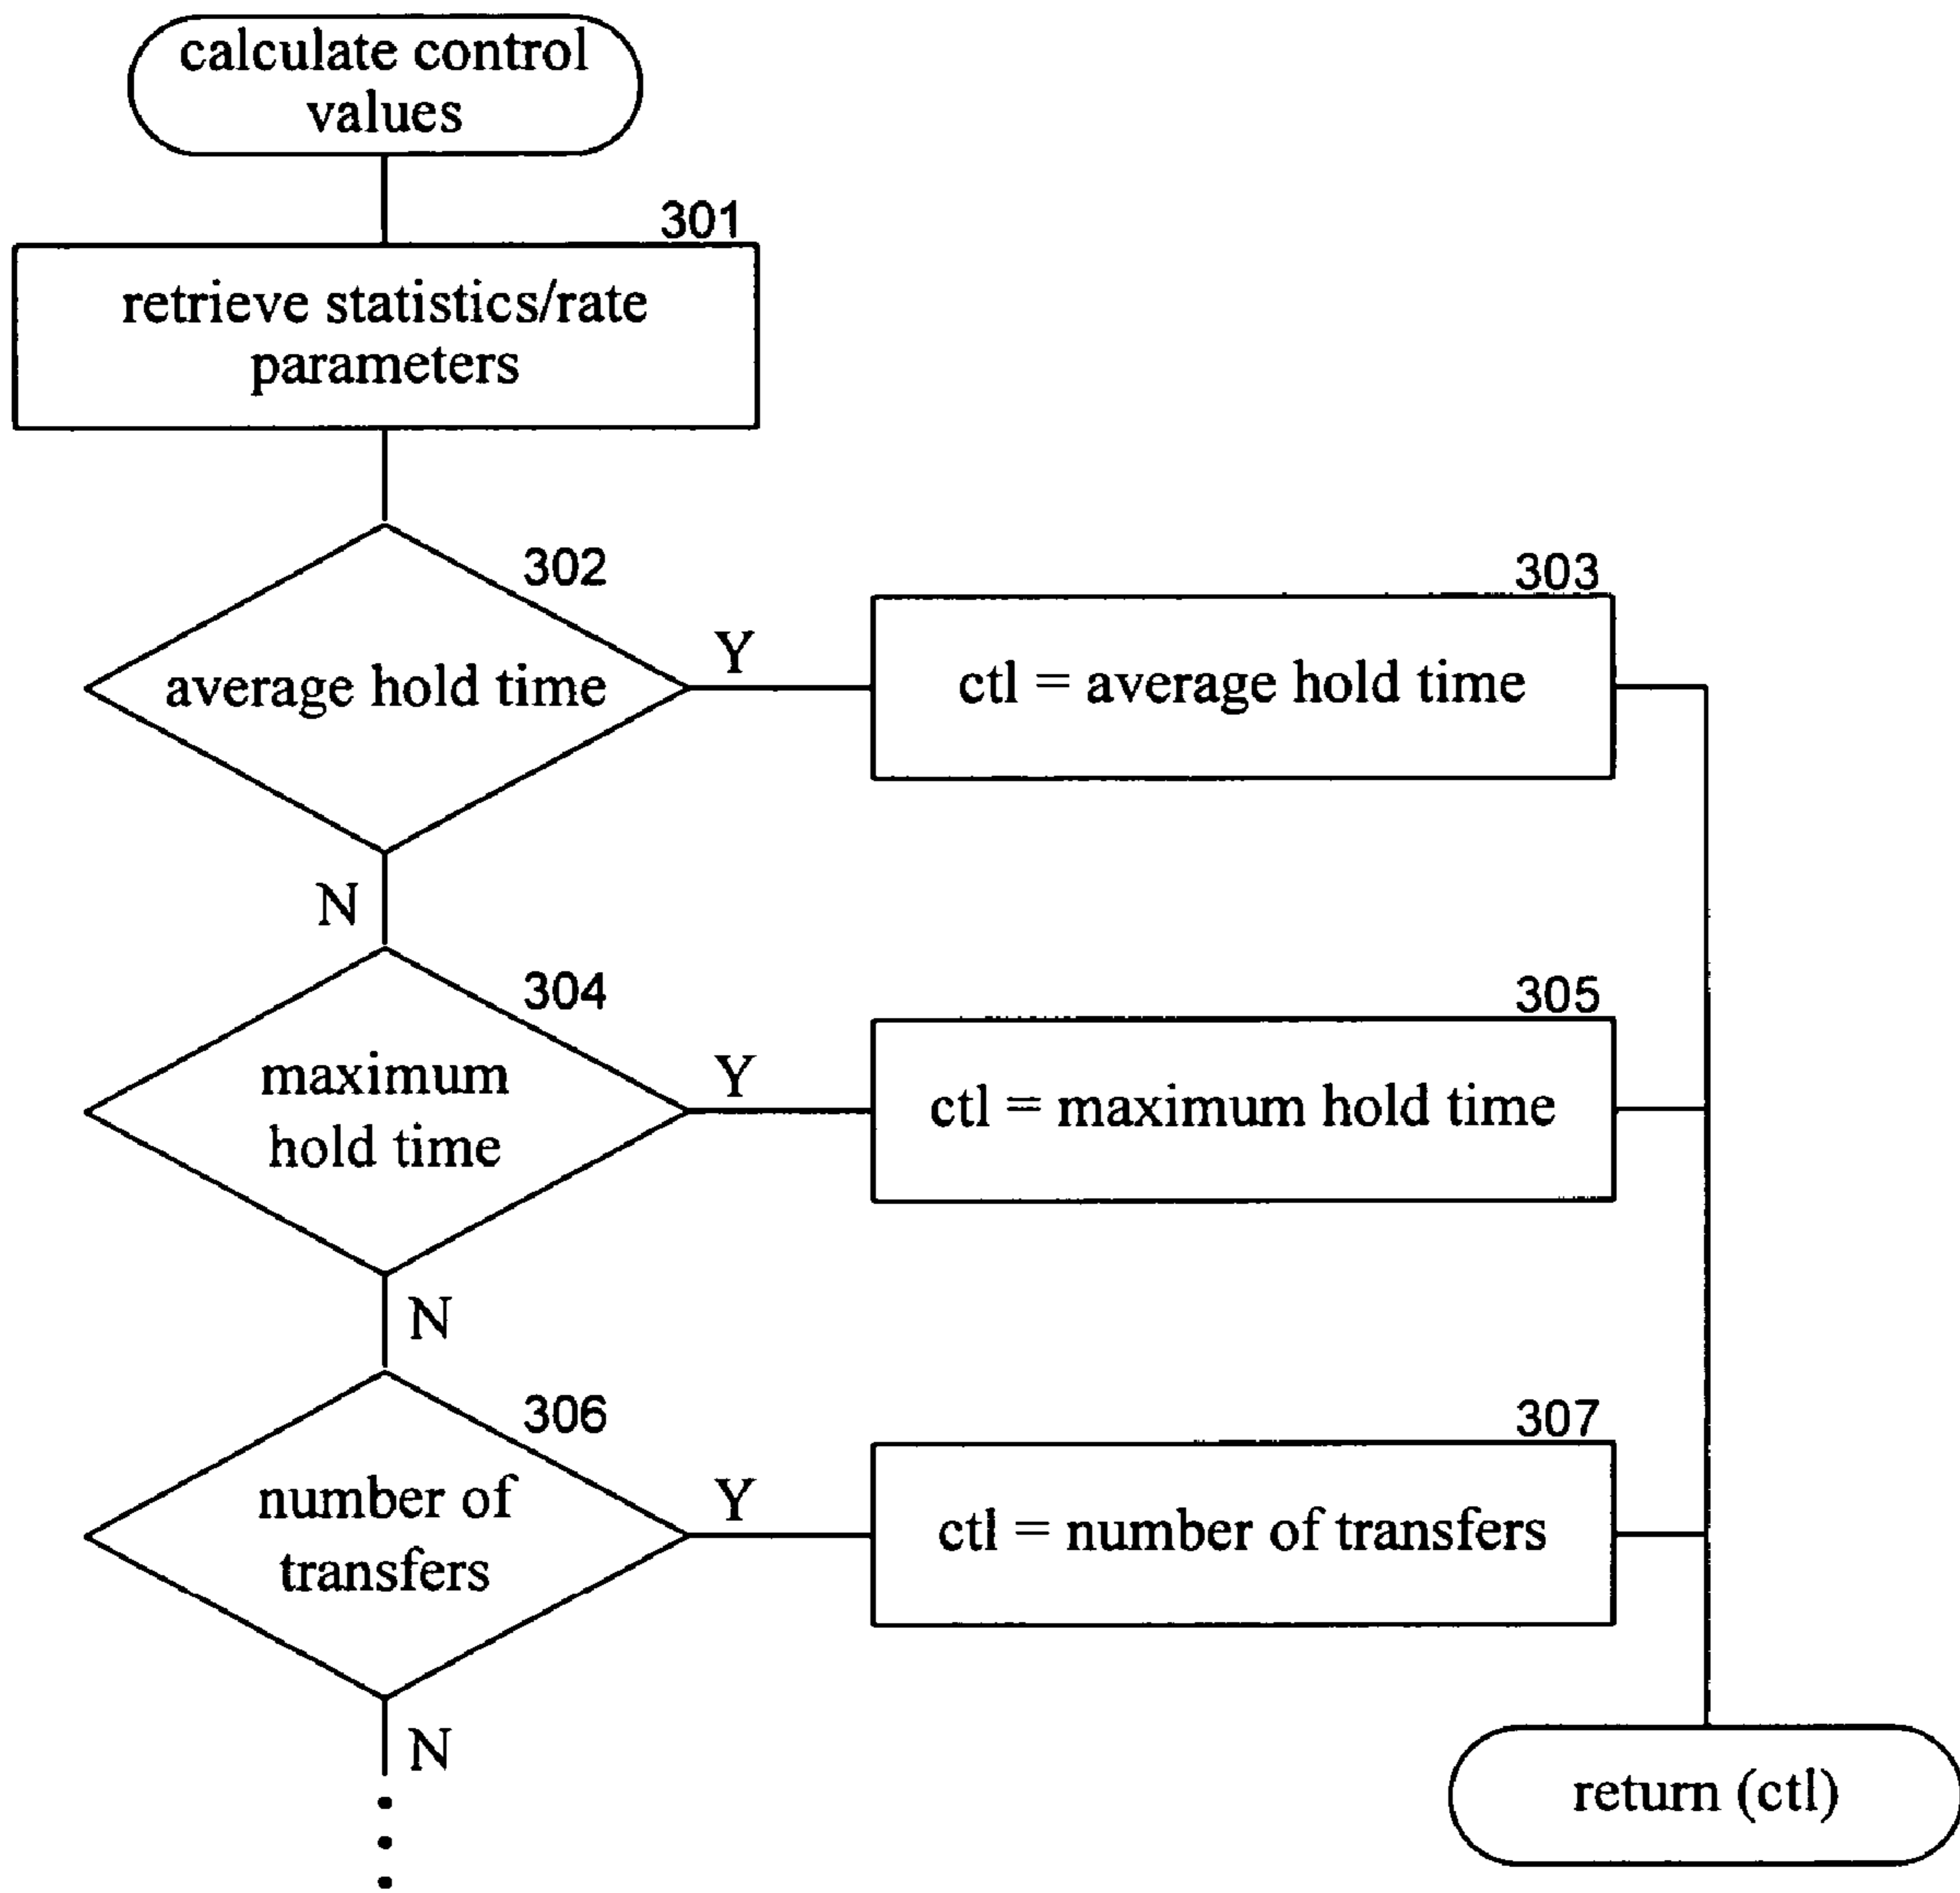 calculate control
values
301
retrieve statistics/rate
parameters
302
average hold time
Y
303
ctl = average hold time
N
304
maximum
hold time
Y
305
ctl = maximum hold time
N
306
number of
transfers
Y
307
ctl = number of transfers
N
return (ctl)